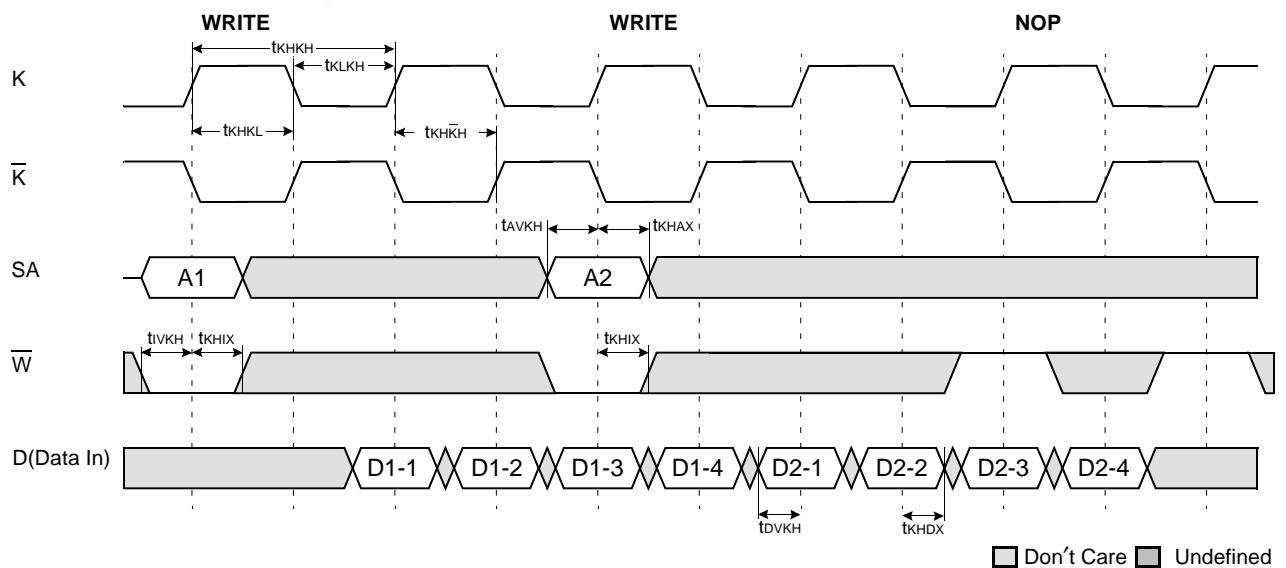 WRITE WRITE NOP
tKHKH
K tKLKH
tKHKL tKHK̅H
K̅
tAVKH tKHAX
SA A1 A2
tIVKH tKHIX tKHIX
W̅
D(Data In) D1-1 D1-2 D1-3 D1-4 D2-1 D2-2 D2-3 D2-4
tDVKH tKHDX
Don′t Care Undefined